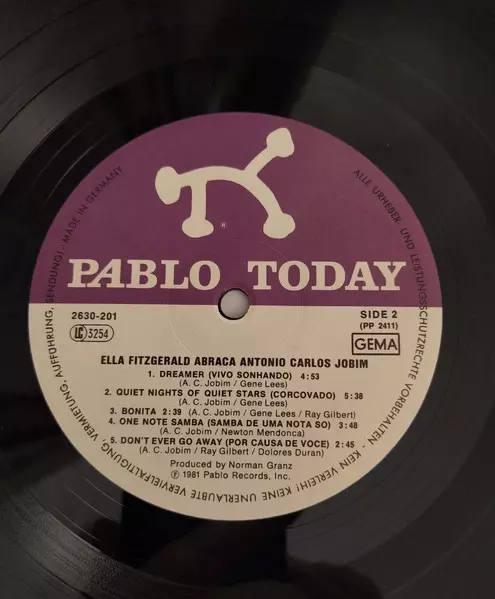 PABLO TODAY
®
2630-201
LC 3254
SIDE 2
(PP 2411)
GEMA
ELLA FITZGERALD ABRACA ANTONIO CARLOS JOBIM
1. DREAMER (VIVO SONHANDO) 4:53
(A. C. Jobim / Gene Lees)
2. QUIET NIGHTS OF QUIET STARS (CORCOVADO) 5:38
(A. C. Jobim / Gene Lees)
3. BONITA 2:39 (A. C. Jobim / Gene Lees / Ray Gilbert)
4. ONE NOTE SAMBA (SAMBA DE UMA NOTA SO) 3:48
(A. C. Jobim / Newton Mendonca)
5. DON'T EVER GO AWAY (POR CAUSA DE VOCE) 2:45
(A. C. Jobim / Ray Gilbert / Dolores Duran)
Produced by Norman Granz
℗ 1981 Pablo Records, Inc.
ALLE URHEBER- UND LEISTUNGSSCHUTZRECHTE VORBEHALTEN · KEIN VERLEIH! KEINE UNERLAUBTE VERVIELFÄLTIGUNG, VERMIETUNG, AUFFÜHRUNG, SENDUNG! · MADE IN GERMANY